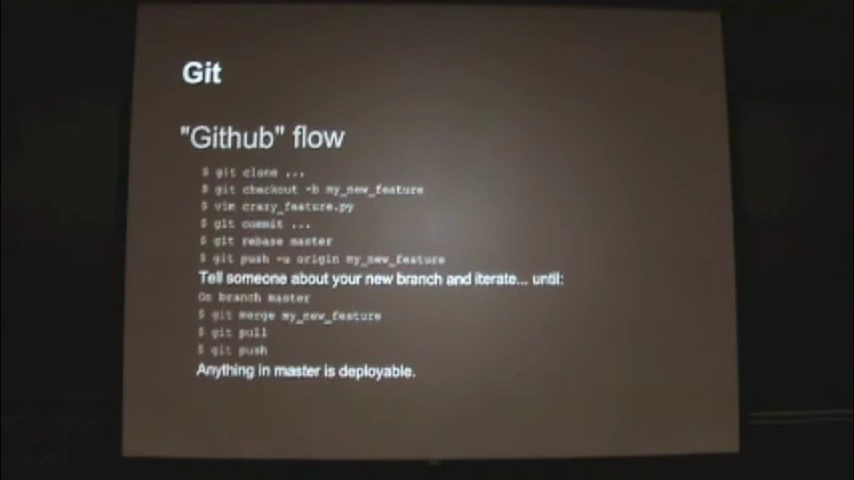 Git
"Github" flow
$ git clone ...
$ git checkout -b my_new_feature
$ vim crazy_feature.py
$ git commit ...
$ git rebase master
$ git push -u origin my_new_feature
Tell someone about your new branch and iterate... until:
On branch master
$ git merge my_new_feature
$ git pull
$ git push
Anything in master is deployable.